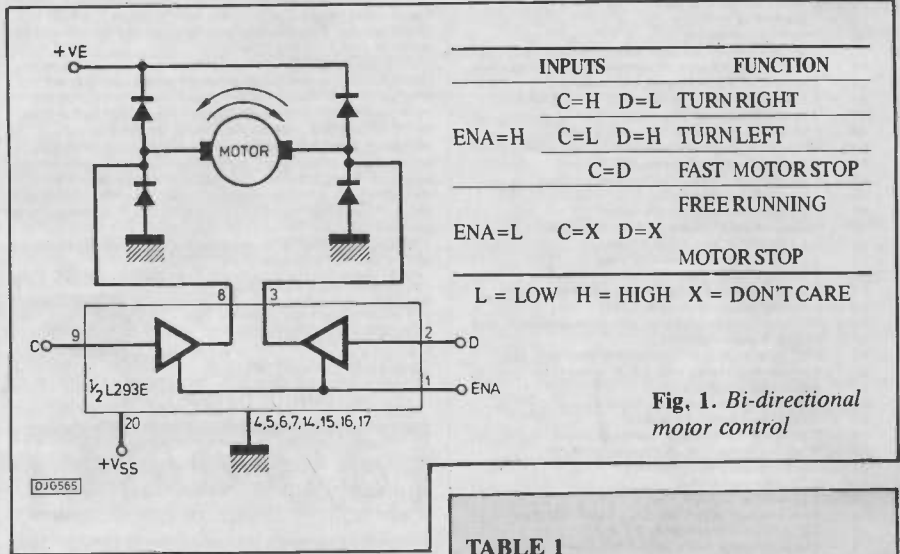 +VE
MOTOR
8
3
C
9
2
D
1
ENA
½ L293E
20
4,5,6,7,14,15,16,17
+VSS
DJG565
INPUTS FUNCTION
C=H D=L TURN RIGHT
ENA=H C=L D=H TURN LEFT
C=D FAST MOTOR STOP
FREE RUNNING
ENA=L C=X D=X
MOTOR STOP
L = LOW H = HIGH X = DON'T CARE
Fig. 1. Bi-directional
motor control
TABLE 1